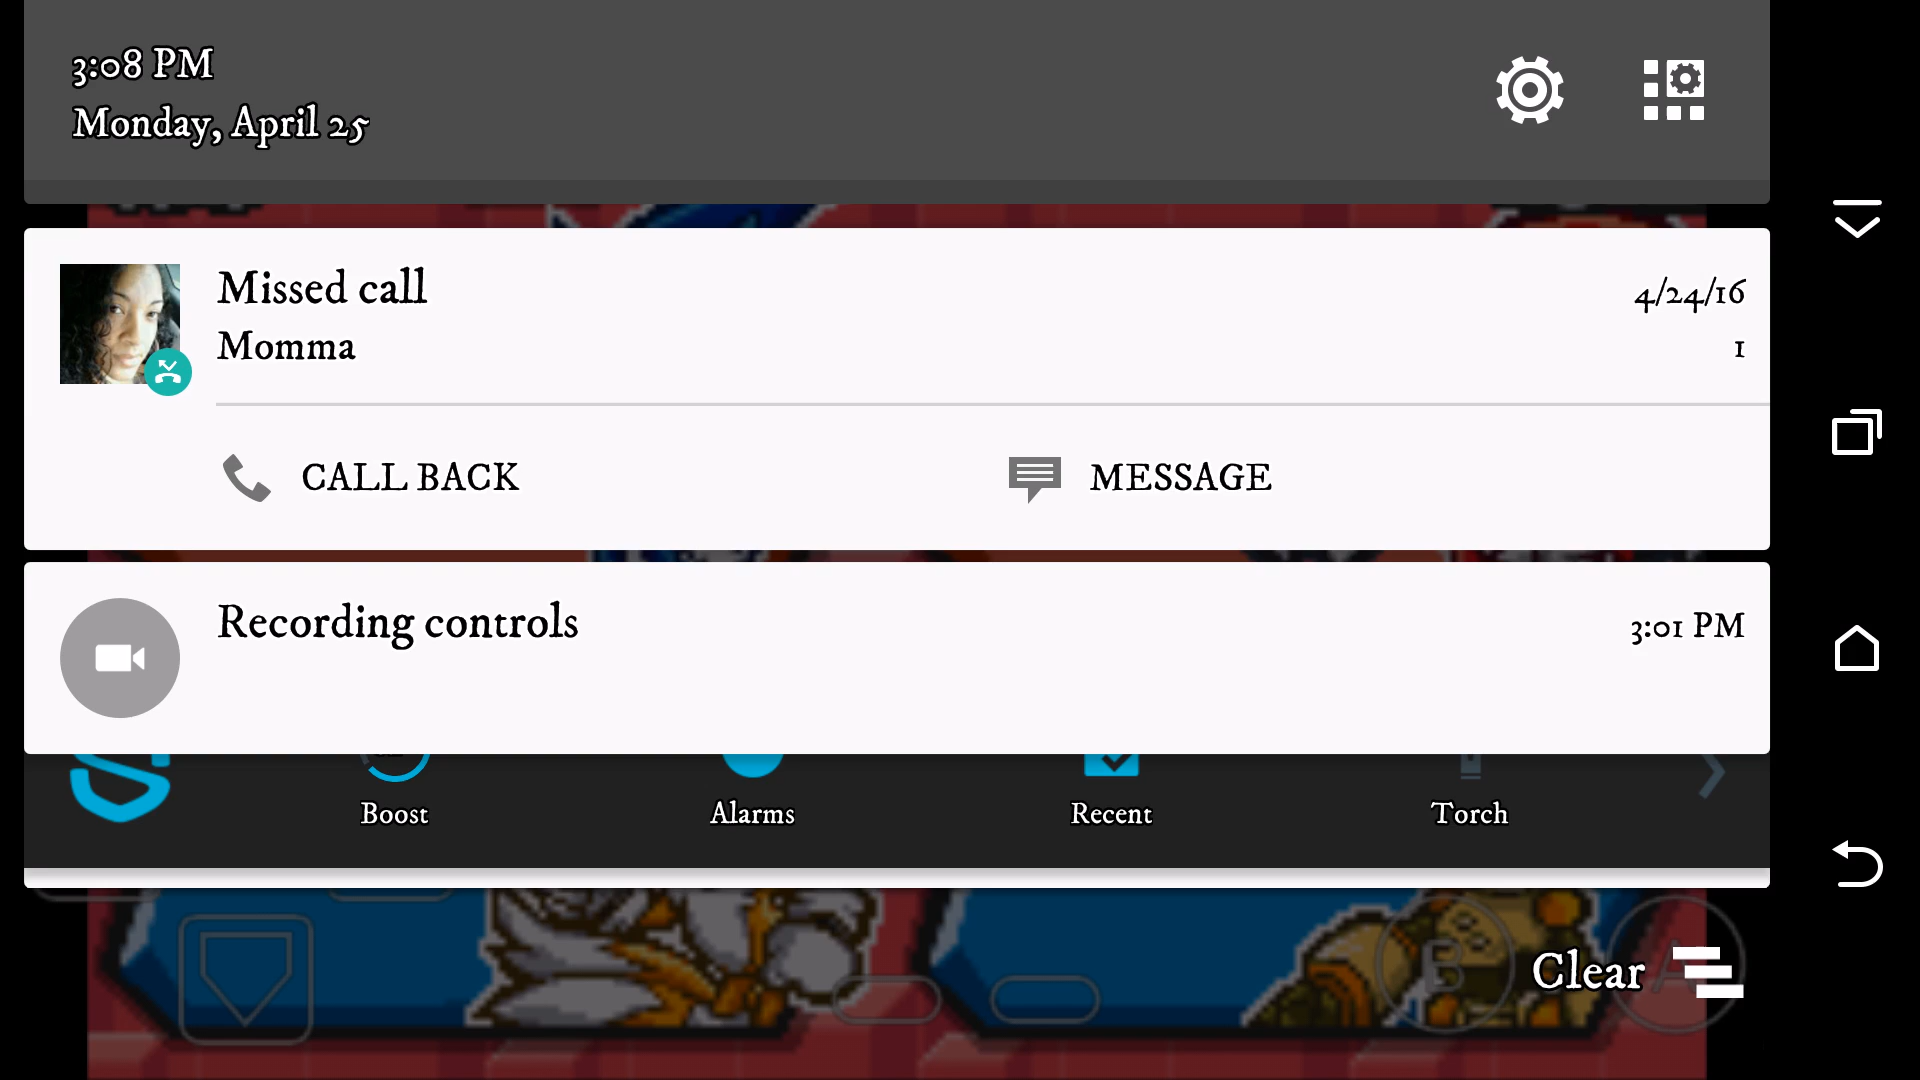 3:08 PM
Monday, April 25
Missed call
4/24/16
Momma
1
CALL BACK
MESSAGE
Recording controls
3:01 PM
Boost
Alarms
Recent
Torch
B
A
Clear